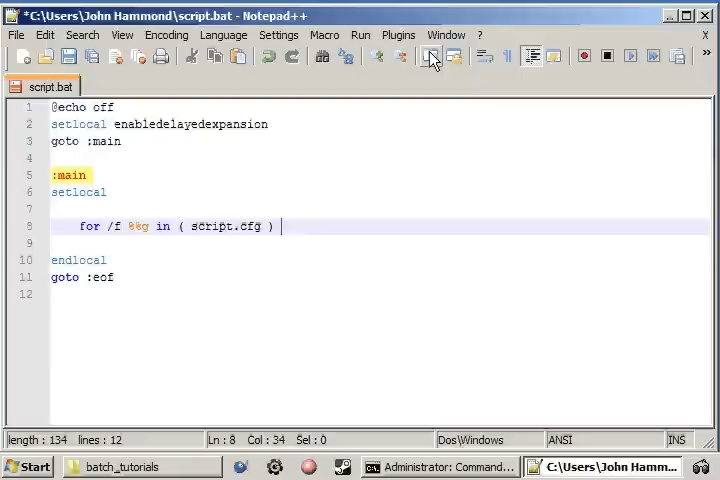 *C:\Users\John Hammond\script.bat - Notepad++
File Edit Search View Encoding Language Settings Macro Run Plugins Window ? X
»
script.bat
1 @echo off
2 setlocal enabledelayedexpansion
3 goto :main
4
5 :main
6 setlocal
7
8 for /f %%g in ( script.cfg )
9
10 endlocal
11 goto :eof
12
length : 134 lines : 12 Ln : 8 Col : 34 Sel : 0 Dos\Windows ANSI INS
Start batch_tutorials Administrator: Command... C:\Users\John Hamm...